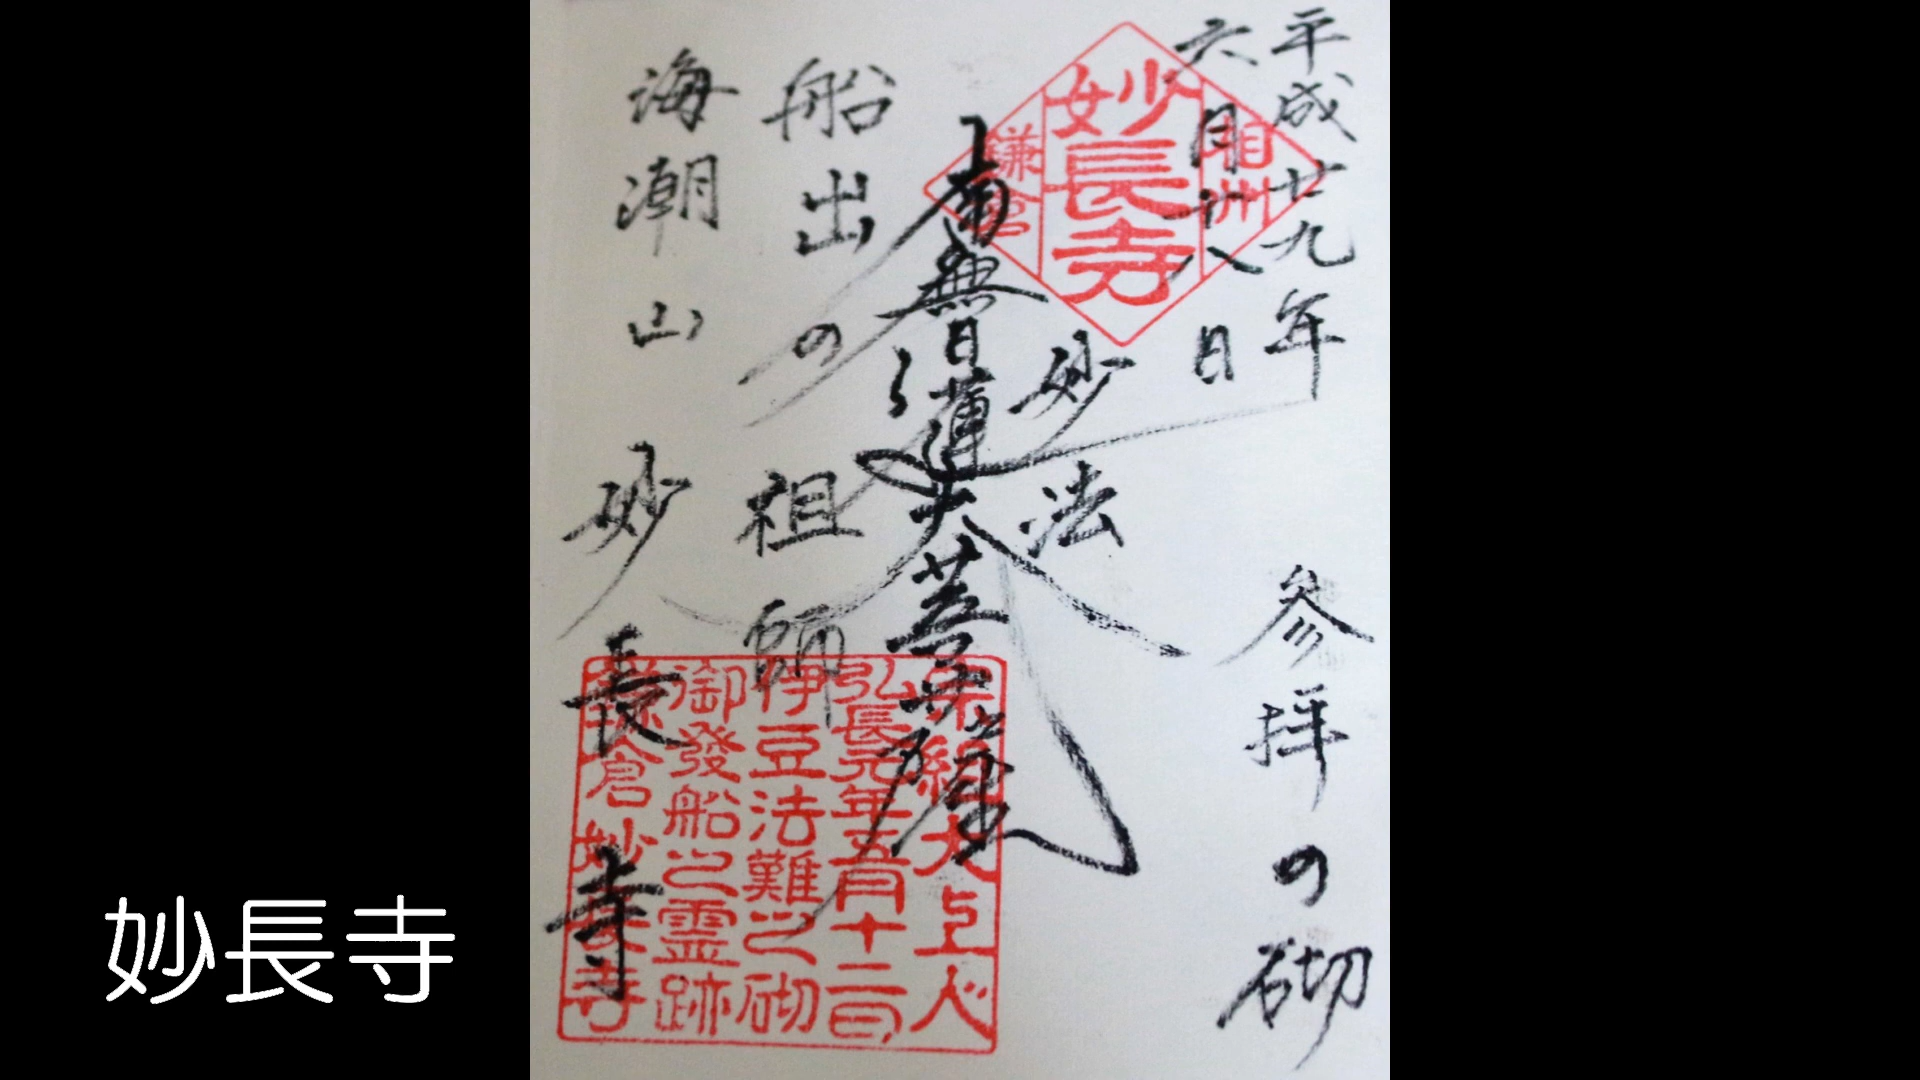 平成廿九年
六月十八日
参拝の砌
相州
妙長寺
鎌倉
妙法
南無日蓮大菩薩
船出の祖師
海潮山
妙長寺
宗祖大上人
弘長元年五月十二日
伊豆法難之砌
御發船之霊跡
鎌倉妙長寺
妙長寺